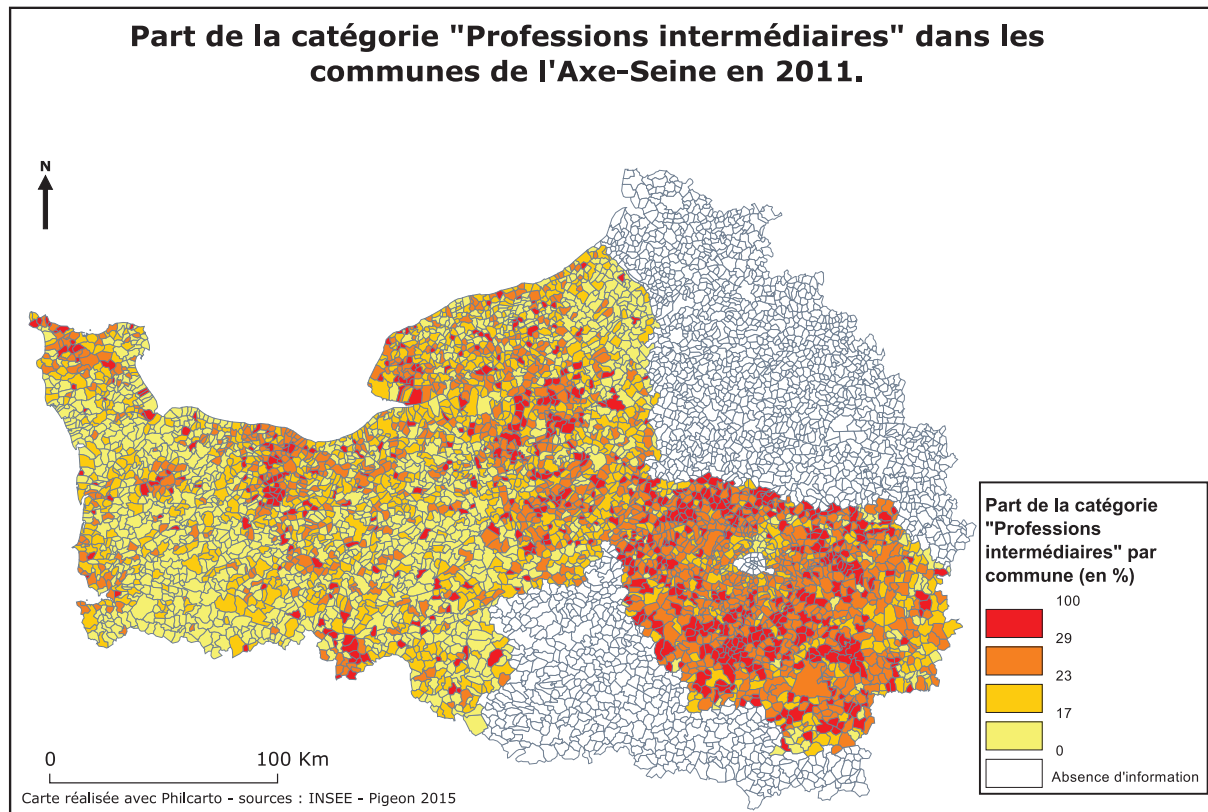 Part de la catégorie "Professions intermédiaires" dans les
communes de l'Axe-Seine en 2011.
N
Part de la catégorie
"Professions
intermédiaires" par
commune (en %)
100
29
23
17
0
Absence d'information
0 100 Km
Carte réalisée avec Philcarto - sources : INSEE - Pigeon 2015